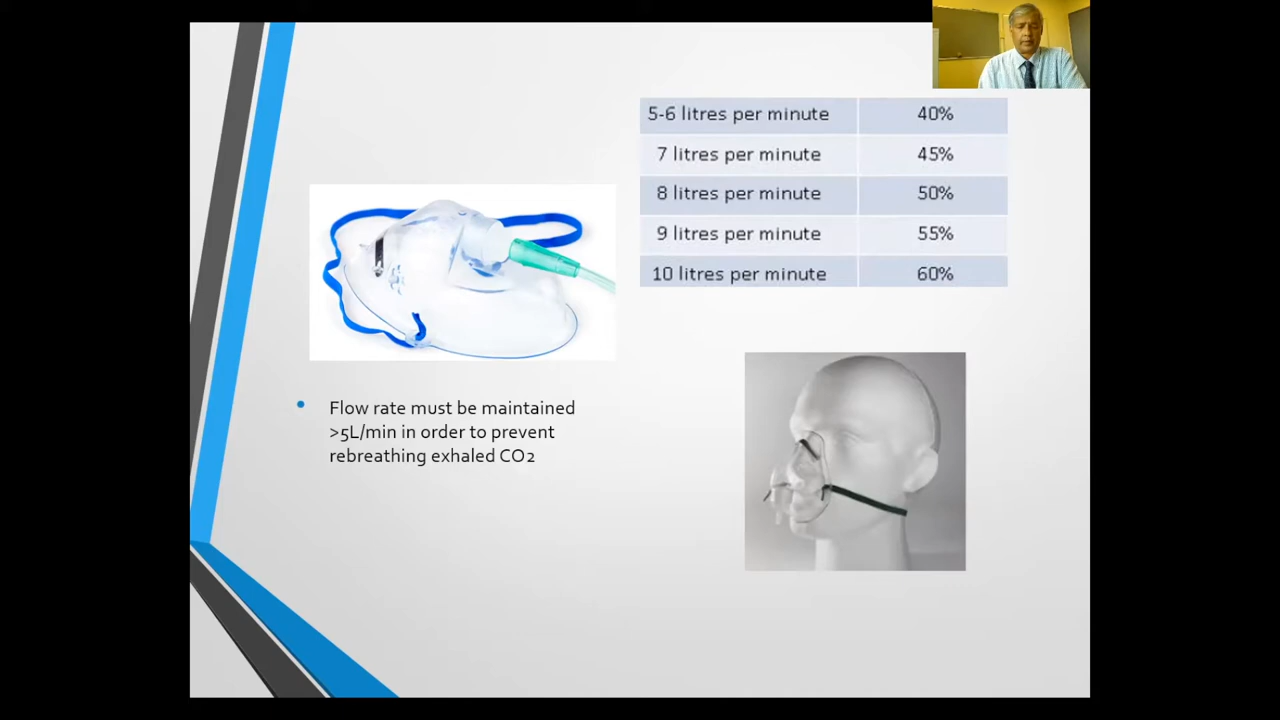 5-6 litres per minute 40%
7 litres per minute 45%
8 litres per minute 50%
9 litres per minute 55%
10 litres per minute 60%
• Flow rate must be maintained
>5L/min in order to prevent
rebreathing exhaled CO2